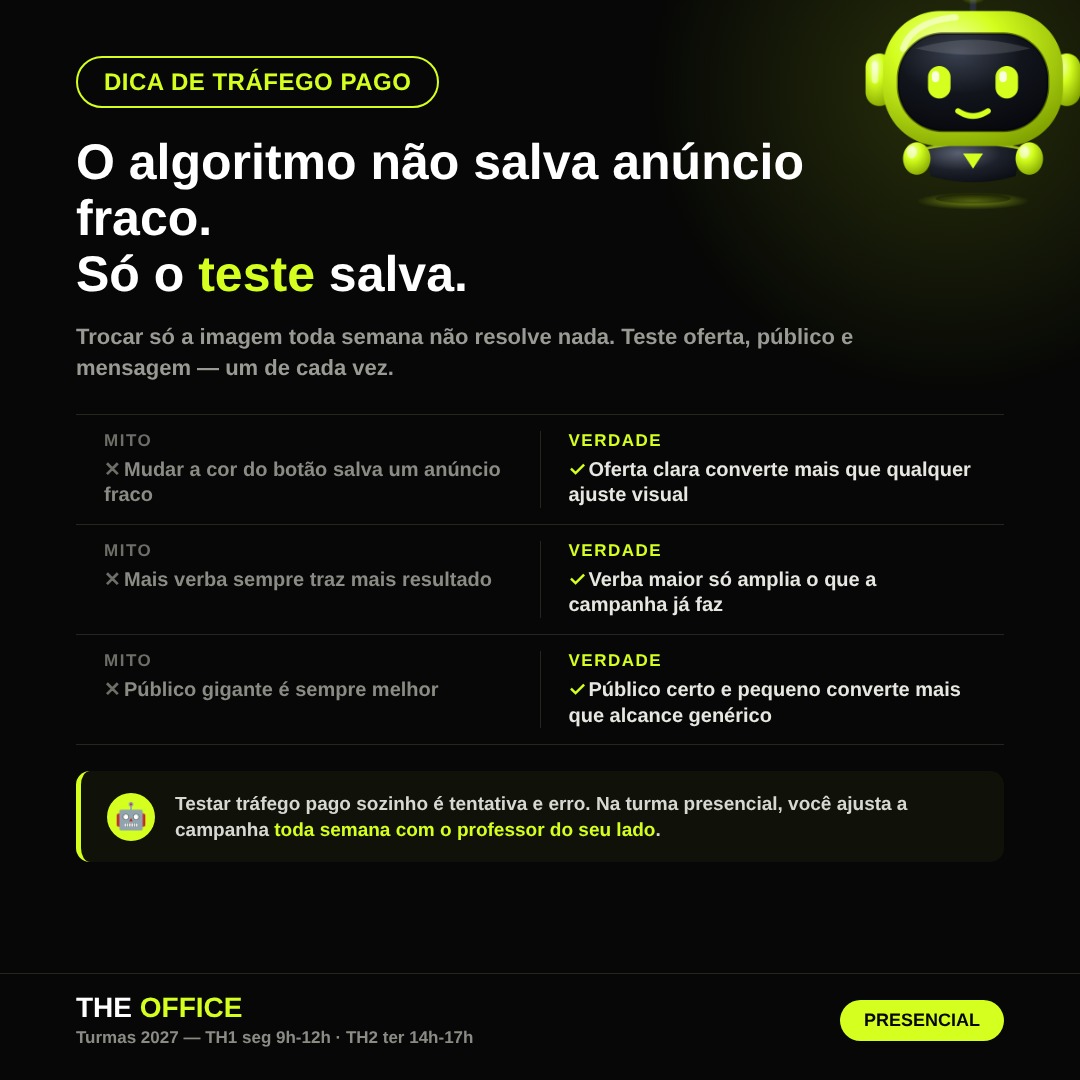 DICA DE TRÁFEGO PAGO
O algoritmo não salva anúncio
fraco.
Só o teste salva.
Trocar só a imagem toda semana não resolve nada. Teste oferta, público e
mensagem — um de cada vez.
MITO
✕ Mudar a cor do botão salva um anúncio
fraco
VERDADE
✓ Oferta clara converte mais que qualquer
ajuste visual
MITO
✕ Mais verba sempre traz mais resultado
VERDADE
✓ Verba maior só amplia o que a
campanha já faz
MITO
✕ Público gigante é sempre melhor
VERDADE
✓ Público certo e pequeno converte mais
que alcance genérico
Testar tráfego pago sozinho é tentativa e erro. Na turma presencial, você ajusta a
campanha toda semana com o professor do seu lado.
THE OFFICE
Turmas 2027 — TH1 seg 9h-12h · TH2 ter 14h-17h
PRESENCIAL